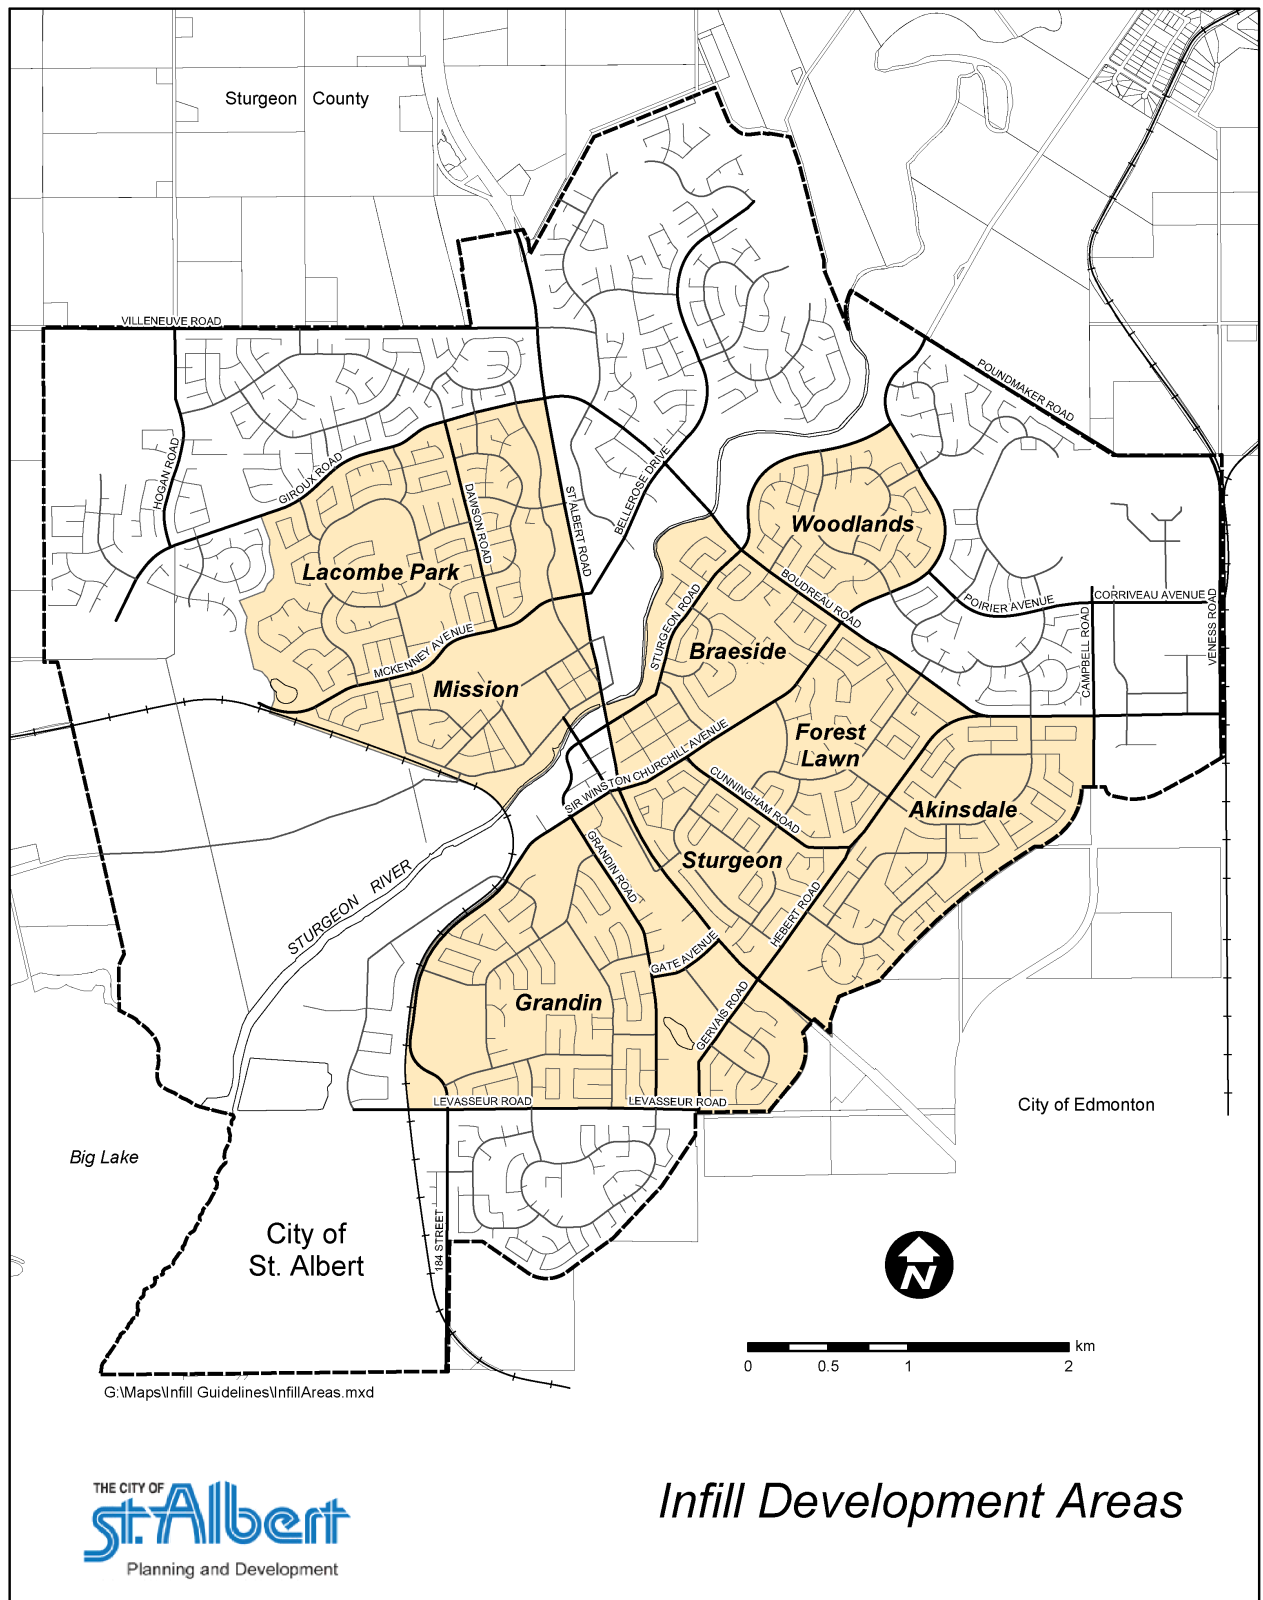 Sturgeon County
VILLENEUVE ROAD
POUNDMAKER ROAD
HOGAN ROAD
GIROUX ROAD
DAWSON ROAD
ST ALBERT ROAD
BELLEROSE DRIVE
Woodlands
Lacombe Park
BOUDREAU ROAD
POIRIER AVENUE
CORRIVEAU AVENUE
VENESS ROAD
CAMPBELL ROAD
STURGEON ROAD
MCKENNEY AVENUE
Braeside
Mission
Forest
Lawn
SIR WINSTON CHURCHILL AVENUE
CUNNINGHAM ROAD
Akinsdale
GRANDIN ROAD
Sturgeon
STURGEON RIVER
HEBERT ROAD
GATE AVENUE
Grandin
GERVAIS ROAD
LEVASSEUR ROAD
LEVASSEUR ROAD
City of Edmonton
Big Lake
184 STREET
City of
St. Albert
N
km
0 0.5 1 2
G:\Maps\Infill Guidelines\InfillAreas.mxd
THE CITY OF
St. Albert
Planning and Development
Infill Development Areas